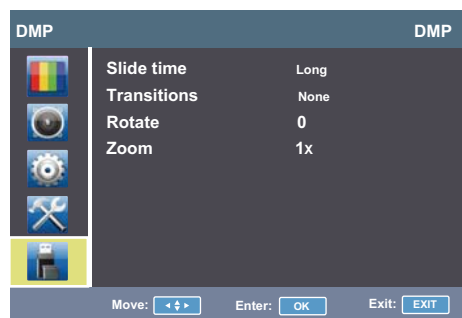 DMP DMP
Slide time Long
Transitions None
Rotate 0
Zoom 1x
Move: Enter: OK Exit: EXIT